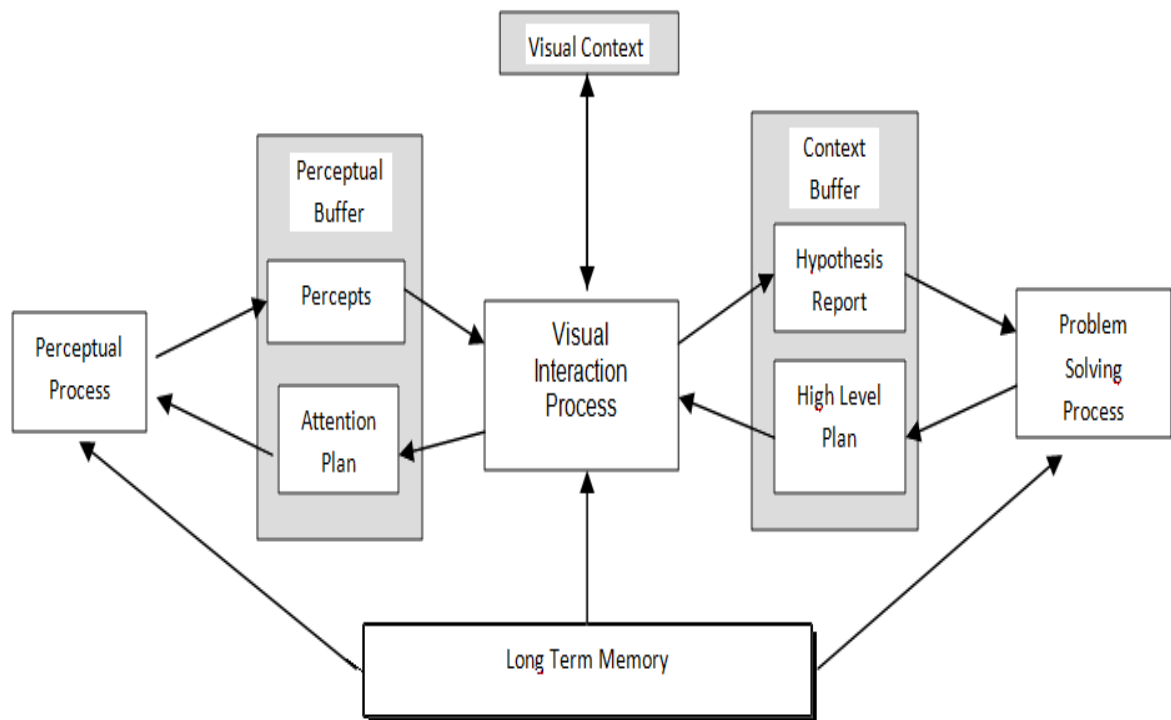 Visual Context
Perceptual
Buffer
Context
Buffer
Percepts
Hypothesis
Report
Perceptual
Process
Visual
Interaction
Process
Problem
Solving
Process
Attention
Plan
High Level
Plan
Long Term Memory